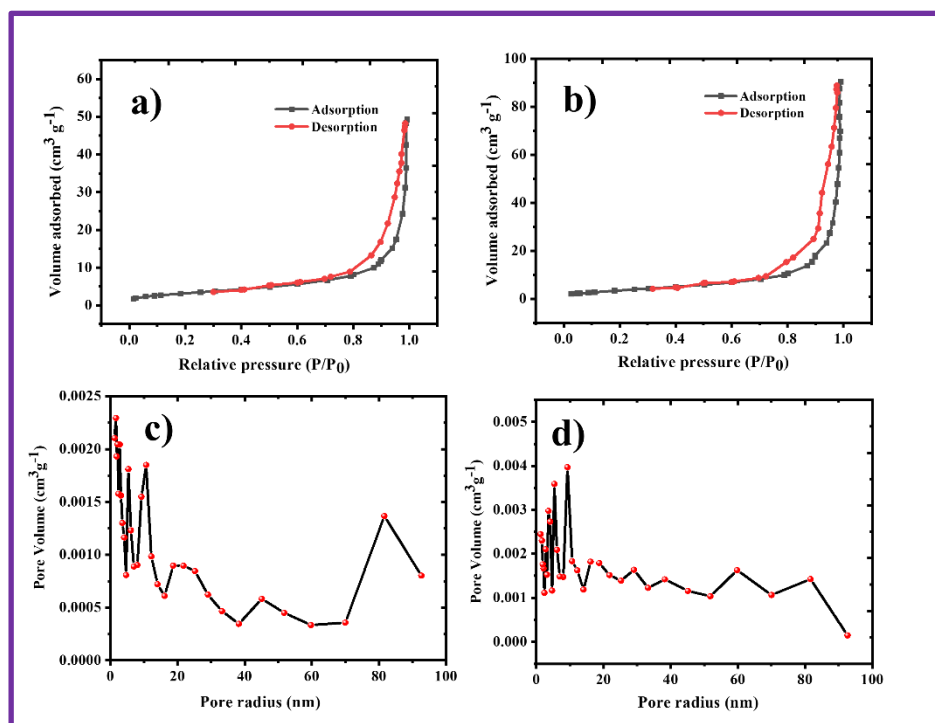 a)
Adsorption
Desorption
Volume adsorbed (cm³ g⁻¹)
60
50
40
30
20
10
0
0.0 0.2 0.4 0.6 0.8 1.0
Relative pressure (P/P₀)
b)
Adsorption
Desorption
Volume adsorbed (cm³ g⁻¹)
100
80
60
40
20
0
0.0 0.2 0.4 0.6 0.8 1.0
Relative pressure (P/P₀)
c)
Pore Volume (cm³g⁻¹)
0.0025
0.0020
0.0015
0.0010
0.0005
0.0000
0 20 40 60 80 100
Pore radius (nm)
d)
Pore Volume (cm³g⁻¹)
0.005
0.004
0.003
0.002
0.001
0.000
0 20 40 60 80 100
Pore radius (nm)